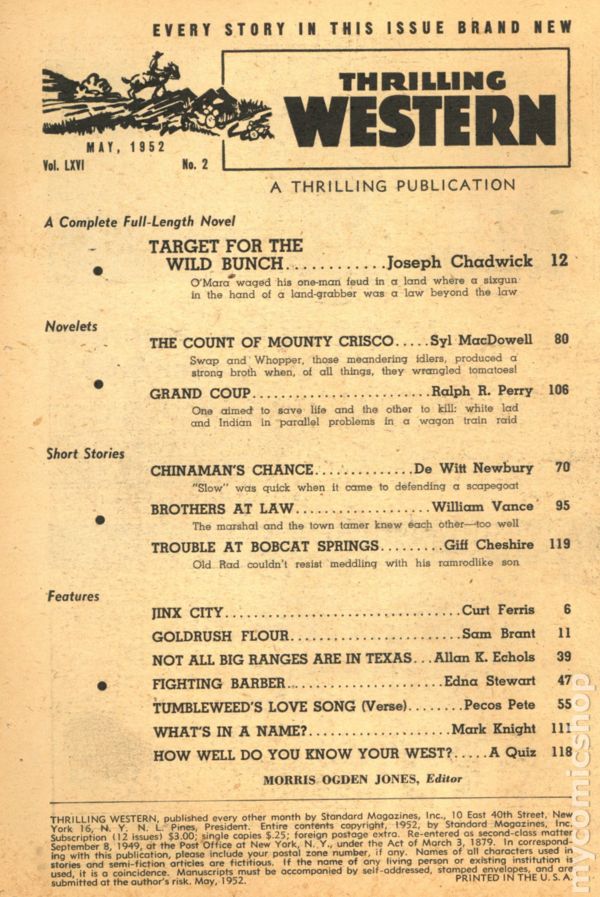 EVERY STORY IN THIS ISSUE BRAND NEW
THRILLING
WESTERN
MAY, 1952
Vol. LXVI No. 2
A THRILLING PUBLICATION
A Complete Full-Length Novel
TARGET FOR THE
WILD BUNCH............Joseph Chadwick 12
O'Mara waged his one-man feud in a land where a sixgun
in the hand of a land-grabber was a law beyond the law
Novelets
THE COUNT OF MOUNTY CRISCO.....Syl MacDowell 80
Swap and Whopper, those meandering idlers, produced a
strong broth when, of all things, they wrangled tomatoes!
GRAND COUP........................Ralph R. Perry 106
One aimed to save life and the other to kill: white lad
and Indian in parallel problems in a wagon train raid
Short Stories
CHINAMAN'S CHANCE.............De Witt Newbury 70
"Slow" was quick when it came to defending a scapegoat
BROTHERS AT LAW..................William Vance 95
The marshal and the town tamer knew each other—too well
TROUBLE AT BOBCAT SPRINGS.........Giff Cheshire 119
Old Rad couldn't resist meddling with his ramrodlike son
Features
JINX CITY................................Curt Ferris 6
GOLDRUSH FLOUR.......................Sam Brant 11
NOT ALL BIG RANGES ARE IN TEXAS...Allan K. Echols 39
FIGHTING BARBER.....................Edna Stewart 47
TUMBLEWEED'S LOVE SONG (Verse)........Pecos Pete 55
WHAT'S IN A NAME?...................Mark Knight 111
HOW WELL DO YOU KNOW YOUR WEST?.....A Quiz 118
MORRIS OGDEN JONES, Editor
THRILLING WESTERN, published every other month by Standard Magazines, Inc., 10 East 40th Street, New
York 16, N. Y. N. L. Pines, President. Entire contents copyright, 1952, by Standard Magazines, Inc.
Subscription (12 issues) $3.00; single copies $.25; foreign postage extra. Re-entered as second-class matter
September 8, 1949, at the Post Office at New York, N. Y., under the Act of March 3, 1879. In correspond-
ing with this publication, please include your postal zone number, if any. Names of all characters used in
stories and semi-fiction articles are fictitious. If the name of any living person or existing institution is
used, it is a coincidence. Manuscripts must be accompanied by self-addressed, stamped envelopes, and are
submitted at the author's risk. May, 1952. PRINTED IN THE U. S. A.
mycomicshop